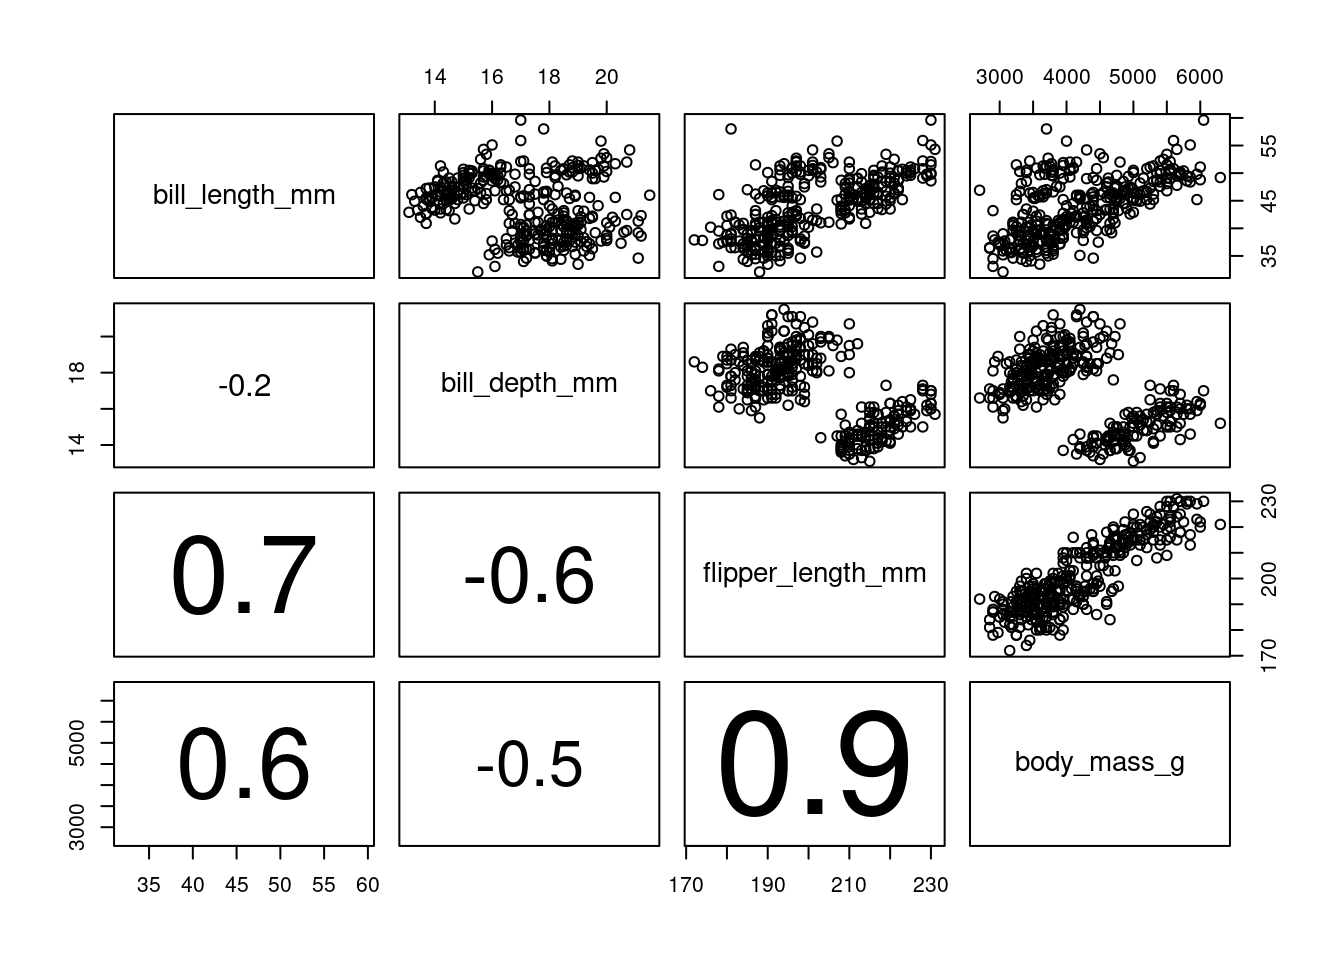 14 16 18 20 3000 4000 5000 6000
bill_length_mm
35 45 55
-0.2
bill_depth_mm
14 18
0.7
-0.6
flipper_length_mm
170 200 230
0.6
-0.5
0.9
body_mass_g
3000 5000
35 40 45 50 55 60 170 190 210 230